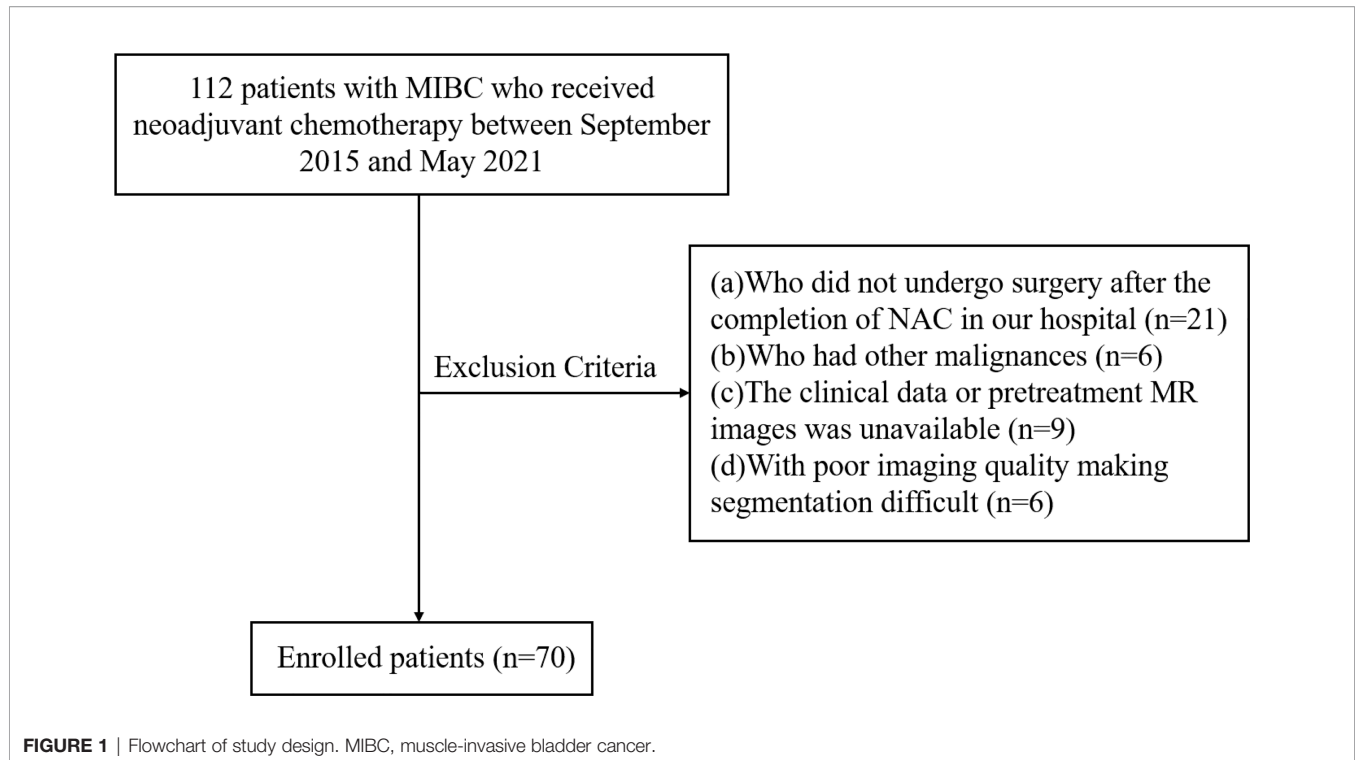 112 patients with MIBC who received
neoadjuvant chemotherapy between September
2015 and May 2021
(a)Who did not undergo surgery after the
completion of NAC in our hospital (n=21)
(b)Who had other malignances (n=6)
(c)The clinical data or pretreatment MR
images was unavailable (n=9)
(d)With poor imaging quality making
segmentation difficult (n=6)
Exclusion Criteria
Enrolled patients (n=70)
FIGURE 1 | Flowchart of study design. MIBC, muscle-invasive bladder cancer.